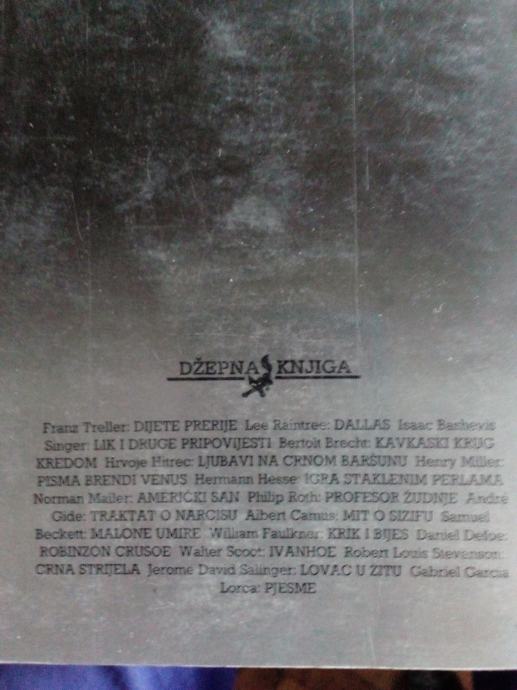 DŽEPNA KNJIGA
Franz Treller: DIJETE PRERIJE Lee Raintree: DALLAS Isaac Bashevis
Singer: LIK I DRUGE PRIPOVIJESTI Bertolt Brecht: KAVKASKI KRUG
KREDOM Hrvoje Hitrec: LJUBAVI NA CRNOM BARŠUNU Henry Miller:
PISMA BRENDI VENUS Hermann Hesse: IGRA STAKLENIM PERLAMA
Norman Mailer: AMERIČKI SAN Philip Roth: PROFESOR ŽUDNJE André
Gide: TRAKTAT O NARCISU Albert Camus: MIT O SIZIFU Samuel
Beckett: MALONE UMIRE William Faulkner: KRIK I BIJES Daniel Defoe:
ROBINZON CRUSOE Walter Scoot: IVANHOE Robert Louis Stevenson:
CRNA STRIJELA Jerome David Salinger: LOVAC U ŽITU Gabriel Garcia
Lorca: PJESME